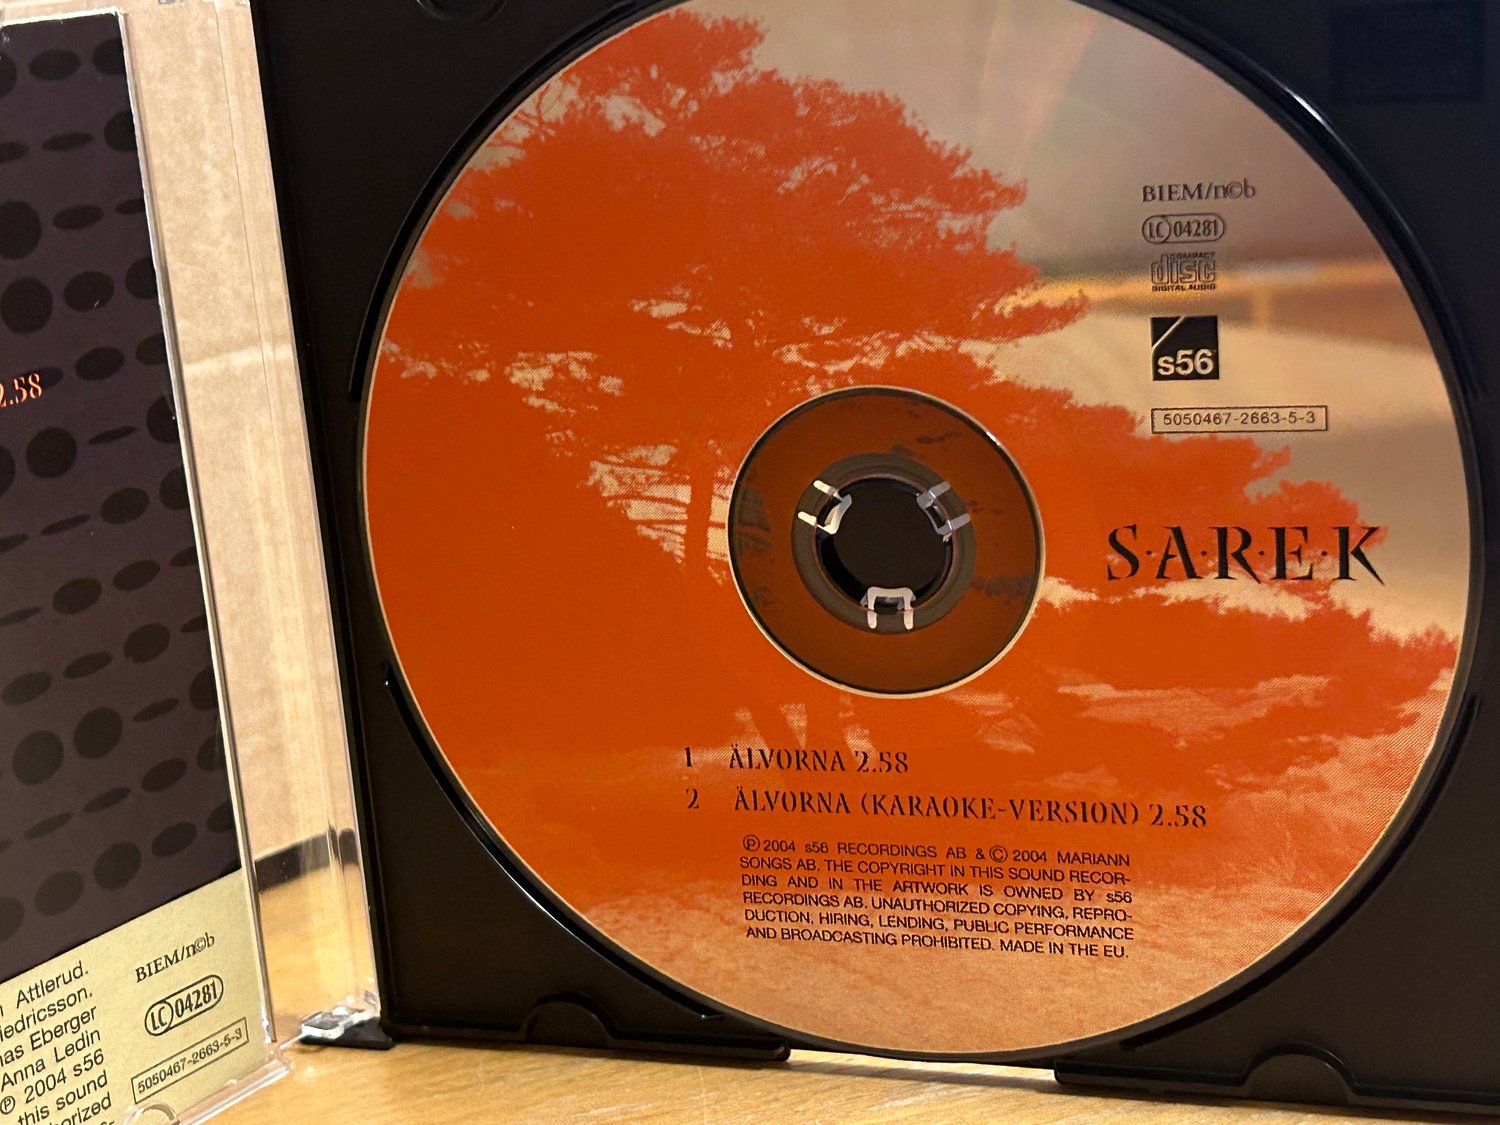 2.58
Attlerud.
Eberger
Anna Ledin
℗ 2004 s56
this sound
BIEM/n©b
LC 04281
5050467-2663-5-3
BIEM/n©b
LC 04281
COMPACT
disc
DIGITAL AUDIO
s56
5050467-2663-5-3
S·A·R·E·K
1 ÄLVORNA 2.58
2 ÄLVORNA (KARAOKE-VERSION) 2.58
℗ 2004 s56 RECORDINGS AB & © 2004 MARIANN
SONGS AB. THE COPYRIGHT IN THIS SOUND RECOR-
DING AND IN THE ARTWORK IS OWNED BY s56
RECORDINGS AB. UNAUTHORIZED COPYING, REPRO-
DUCTION, HIRING, LENDING, PUBLIC PERFORMANCE
AND BROADCASTING PROHIBITED. MADE IN THE EU.